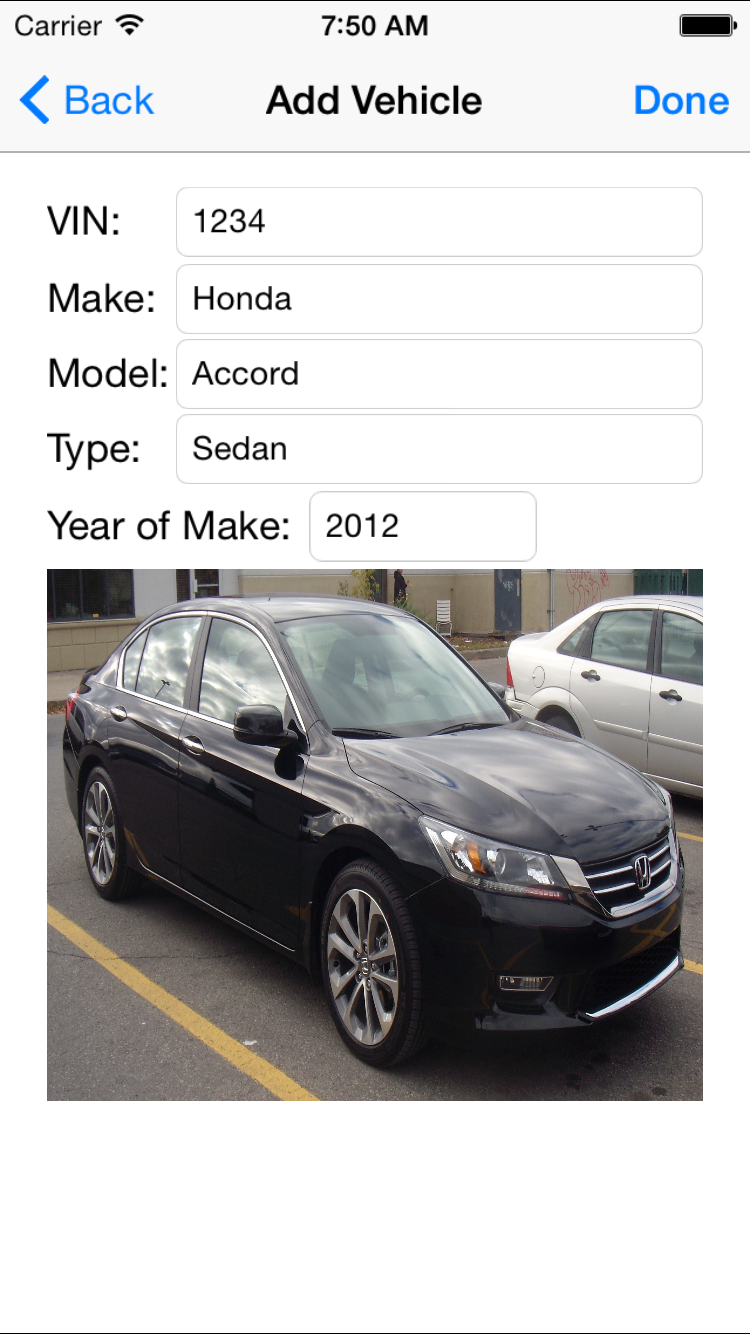 Carrier 7:50 AM
Back Add Vehicle Done
VIN: 1234
Make: Honda
Model: Accord
Type: Sedan
Year of Make: 2012